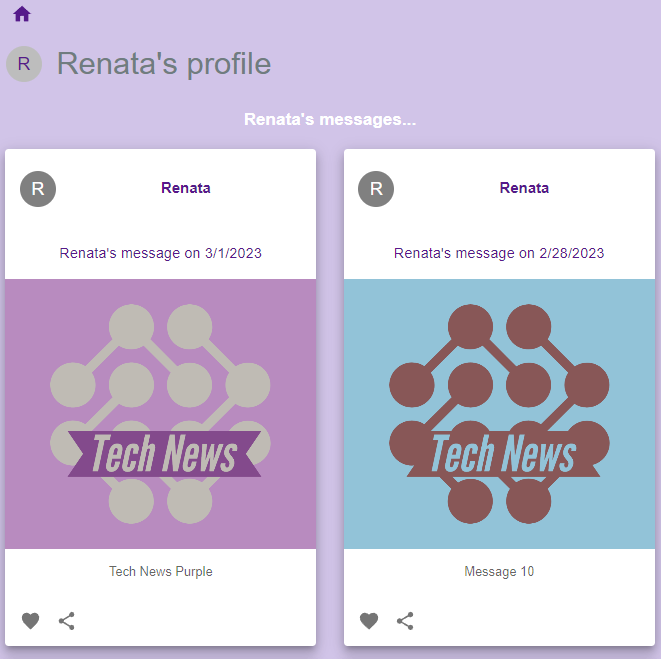 R Renata's profile
Renata's messages...
R Renata
Renata's message on 3/1/2023
Tech News
Tech News Purple
R Renata
Renata's message on 2/28/2023
Tech News
Message 10